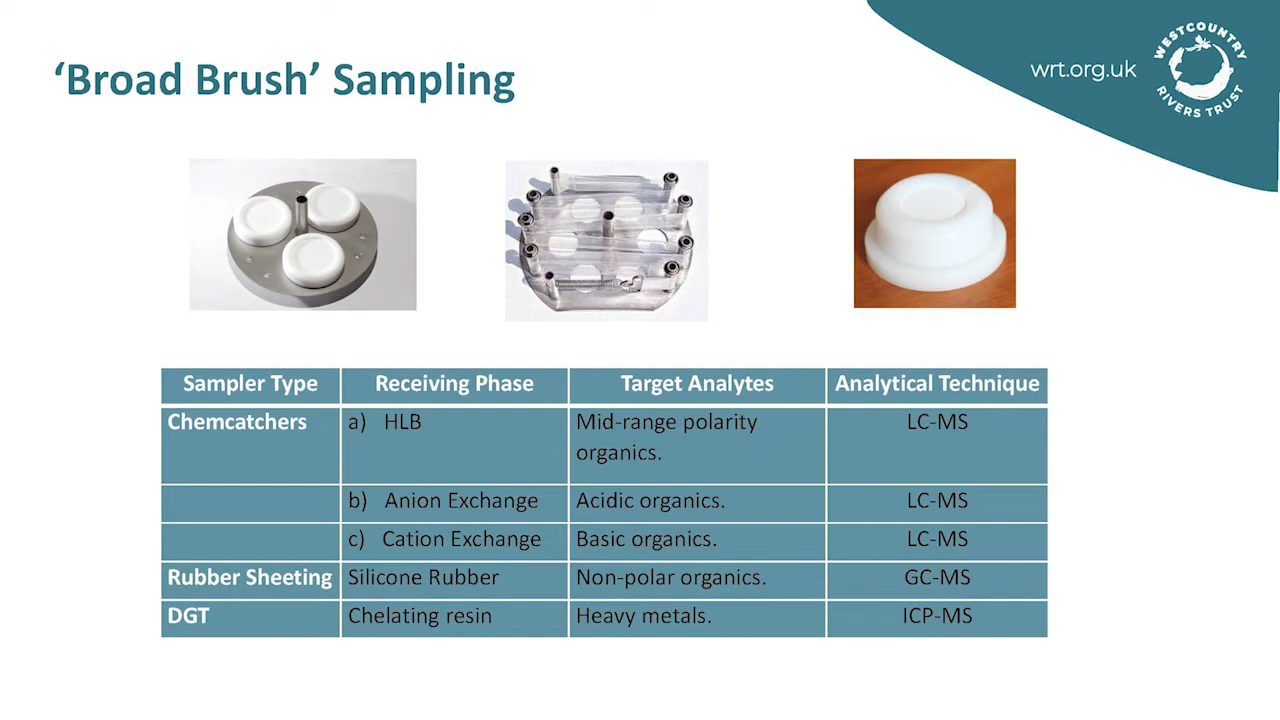 ‘Broad Brush’ Sampling
wrt.org.uk
WESTCOUNTRY
RIVERS TRUST
Sampler Type Receiving Phase Target Analytes Analytical Technique
Chemcatchers a) HLB Mid-range polarity LC-MS
organics.
b) Anion Exchange Acidic organics. LC-MS
c) Cation Exchange Basic organics. LC-MS
Rubber Sheeting Silicone Rubber Non-polar organics. GC-MS
DGT Chelating resin Heavy metals. ICP-MS